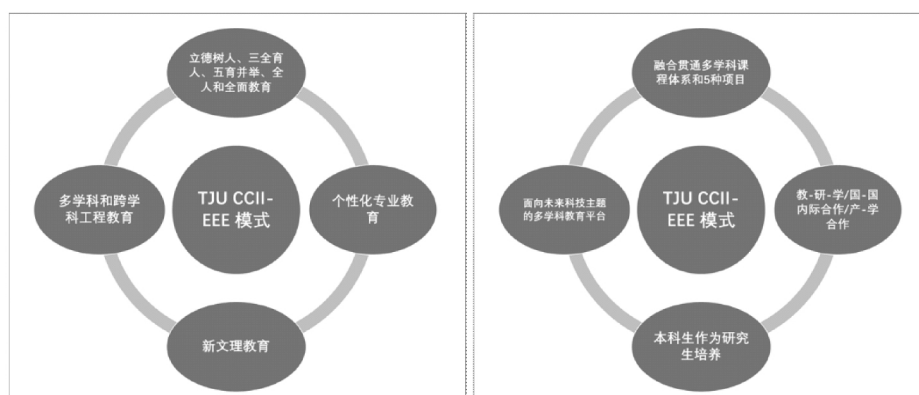 立德树人、三全育
人、五育并举、全
人和全面教育
多学科和跨学
科工程教育
TJU CCII-
EEE 模式
个性化专业教
育
新文理教育
融合贯通多学科课
程体系和5种项目
面向未来科技主题
的多学科教育平台
TJU CCII-
EEE 模式
教-研-学/国-国
内际合作/产-学
合作
本科生作为研究
生培养